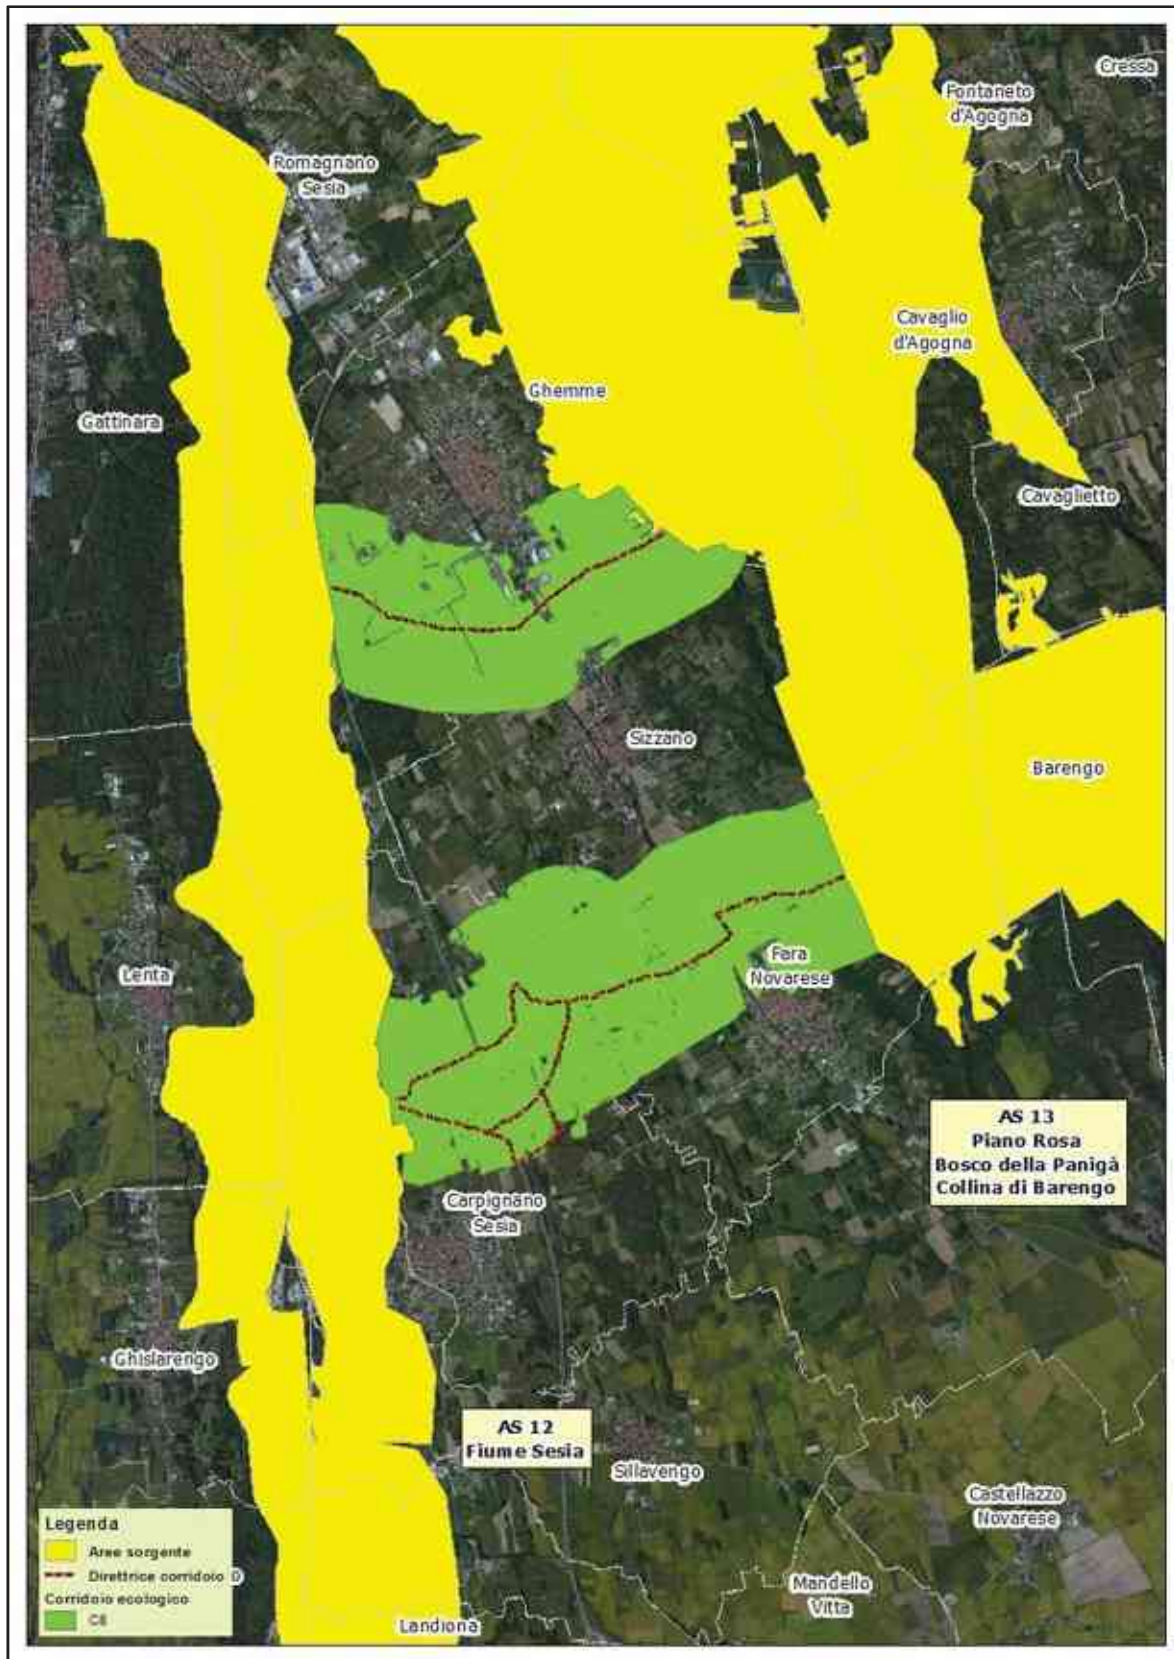 Cressa
Fontaneto
d'Agogna
Romagnano
Sesia
Cavaglio
d'Agogna
Ghemme
Gattinara
Cavaglietto
Sizzano
Barengo
Fara
Novarese
Lenta
AS 13
Piano Rosa
Bosco della Panigà
Collina di Barengo
Carpignano
Sesia
Ghislarengo
AS 12
Fiume Sesia
Sillavengo
Castellazzo
Novarese
Mandello
Vitta
Landiona
Legenda
Aree sorgente
Direttrice corridoio
Corridoio ecologico
C8